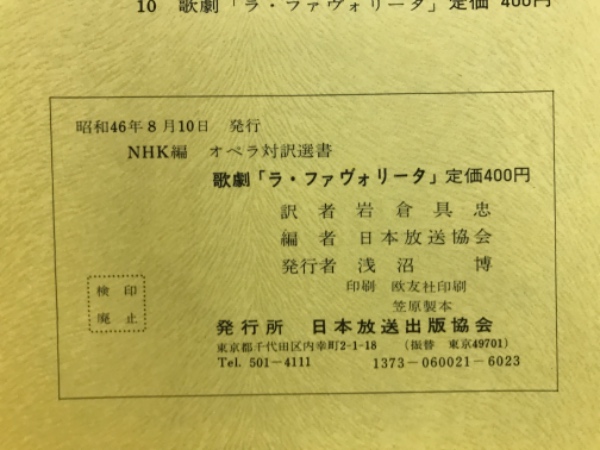 10 歌劇「ラ・ファヴォリータ」定価 400円
昭和46年8月10日 発行
NHK編 オペラ対訳選書
歌劇「ラ・ファヴォリータ」定価400円
訳者 岩倉具忠
編者 日本放送協会
発行者 浅沼 博
印刷 欧友社印刷
笠原製本
検印
廃止
発行所 日本放送出版協会
東京都千代田区内幸町2-1-18 (振替 東京49701)
Tel. 501-4111 1373-060021-6023